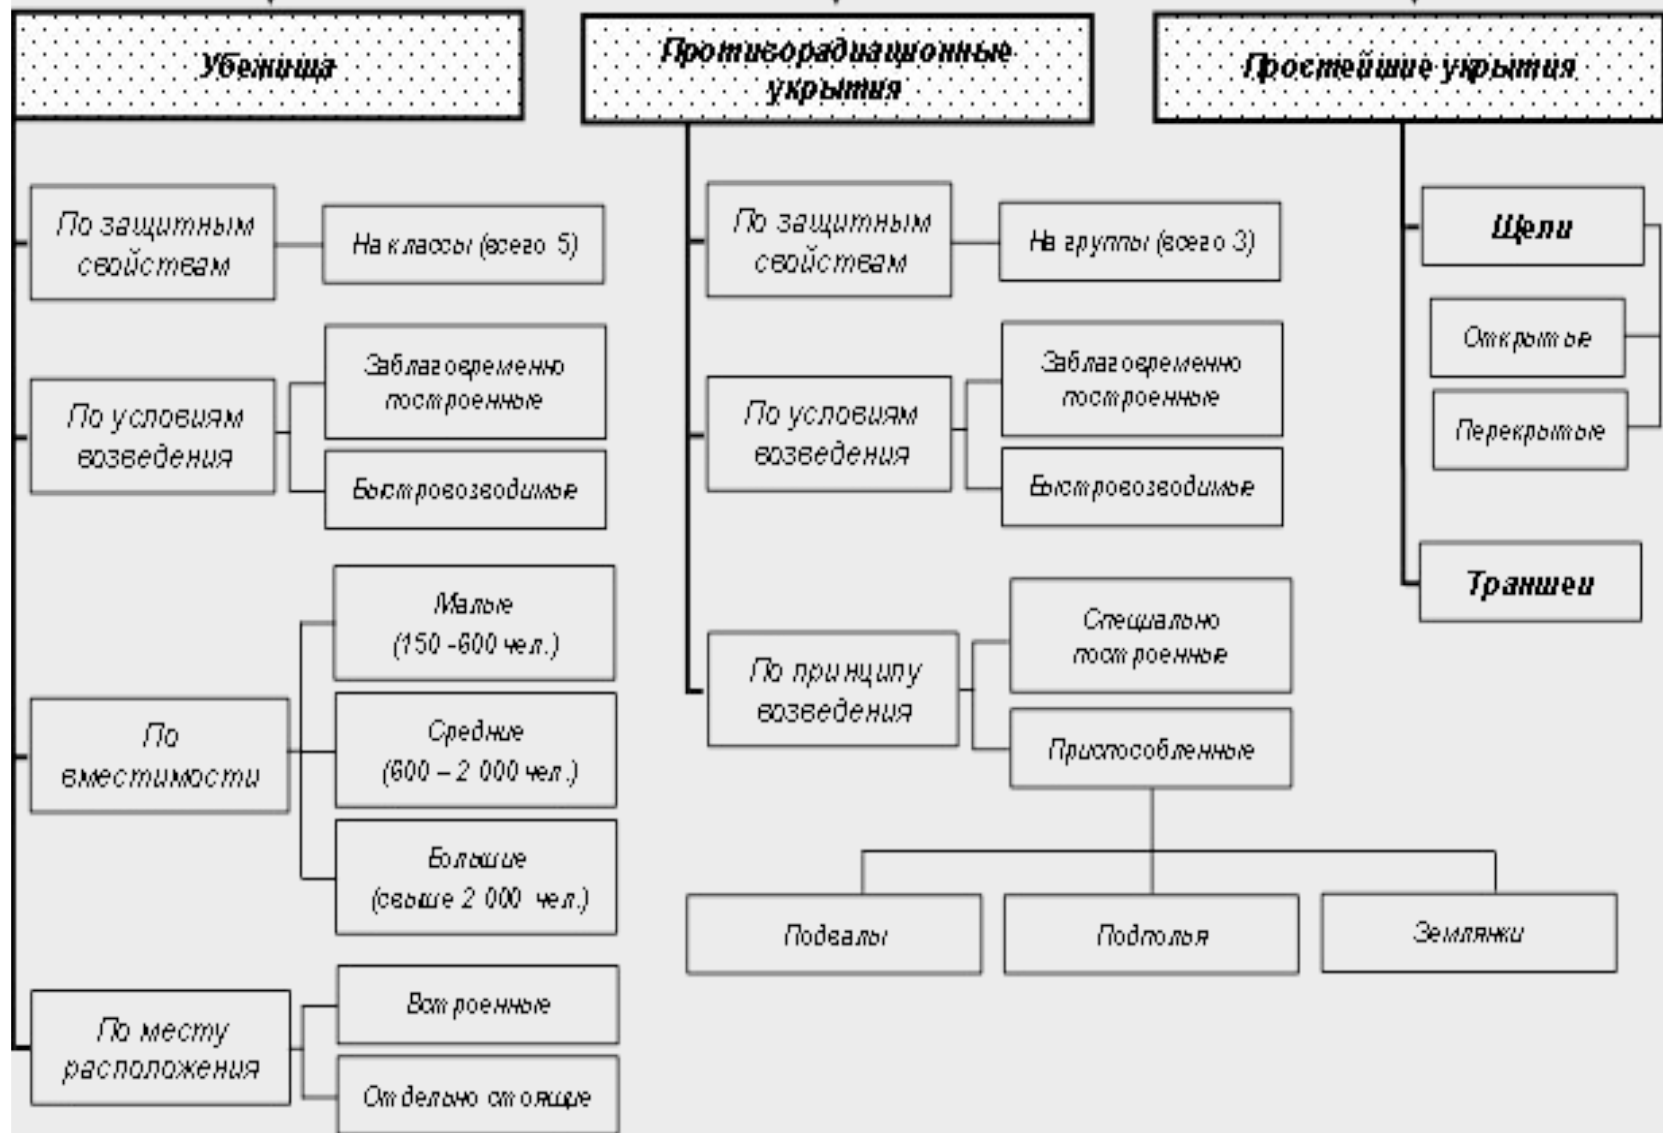 Убежища
По защитным
свойствам
На классы (всего 5)
По условиям
возведения
Заблаговременно
построенные
Быстровозводимые
По
вместимости
Малые
(150 -600 чел.)
Средние
(600 – 2 000 чел.)
Большие
(свыше 2 000 чел.)
По месту
расположения
Встроенные
Отдельно стоящие
Противорадиационные
укрытия
По защитным
свойствам
На группы (всего 3)
По условиям
возведения
Заблаговременно
построенные
Быстровозводимые
По принципу
возведения
Специально
построенные
Приспособленные
Подвалы
Подполья
Землянки
Простейшие укрытия
Щели
Открытые
Перекрытые
Траншеи